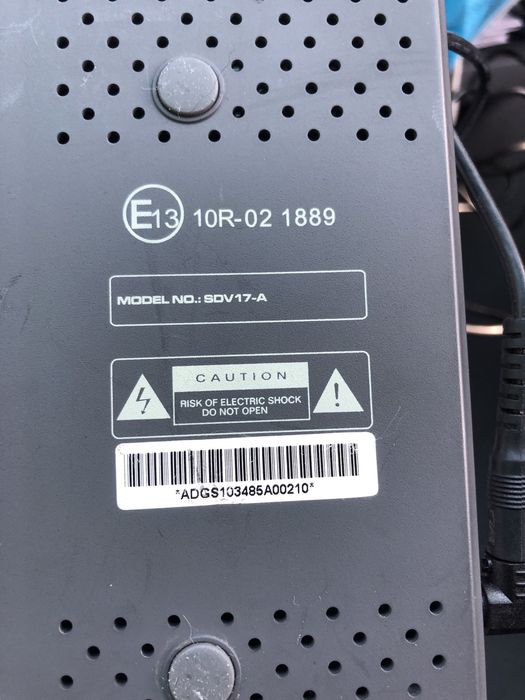 E13 10R-02 1889
MODEL NO.: SDV17-A
CAUTION
RISK OF ELECTRIC SHOCK
DO NOT OPEN
*ADGS103485A00210*